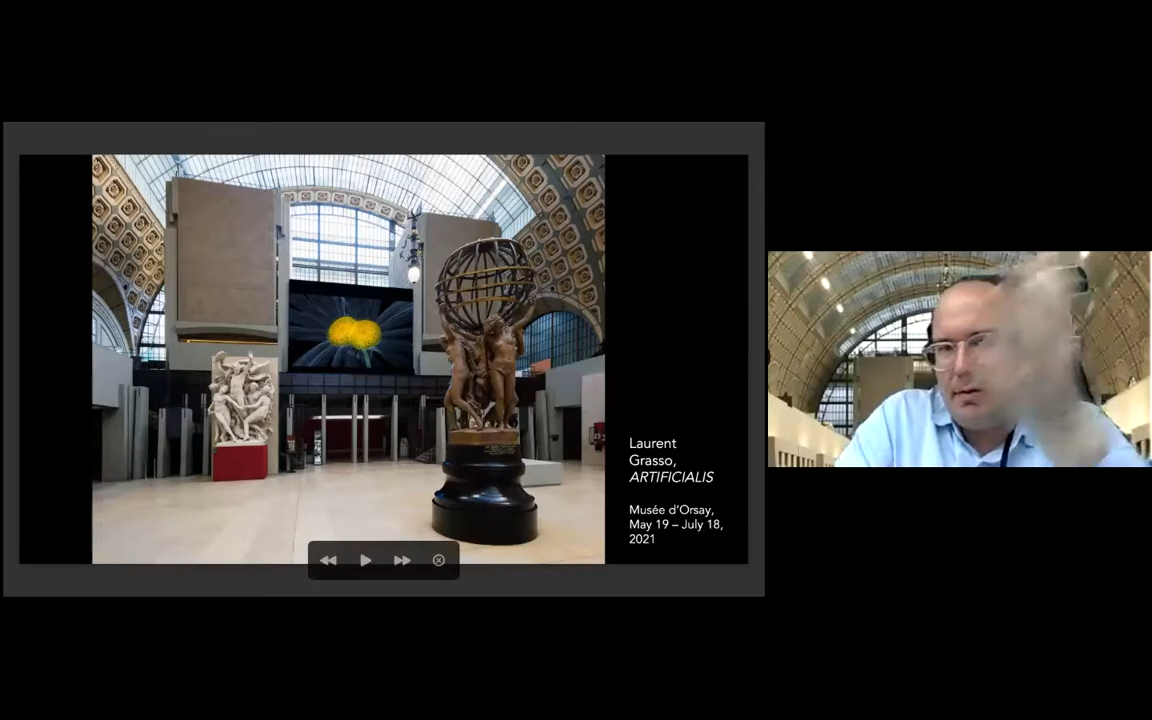 Laurent
Grasso,
ARTIFICIALIS
Musée d'Orsay,
May 19 – July 18,
2021